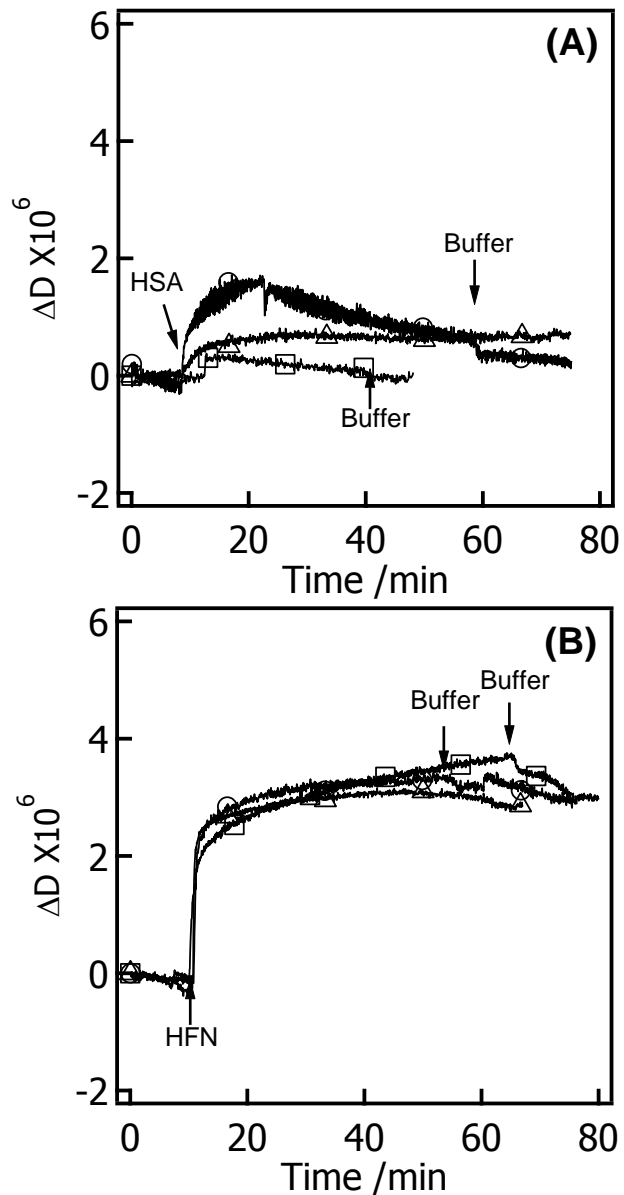 (A)
6
4
2
0
-2
ΔD X10^6
HSA
Buffer
Buffer
0 20 40 60 80
Time /min
(B)
6
4
2
0
-2
ΔD X10^6
Buffer Buffer
HFN
0 20 40 60 80
Time /min